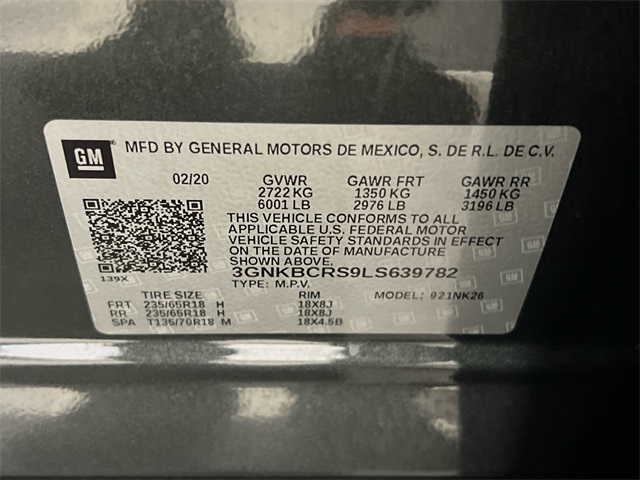 GM MFD BY GENERAL MOTORS DE MEXICO, S. DE R.L. DE C.V.
02/20 GVWR GAWR FRT GAWR RR
2722 KG 1350 KG 1450 KG
6001 LB 2976 LB 3196 LB
THIS VEHICLE CONFORMS TO ALL
APPLICABLE U.S. FEDERAL MOTOR
VEHICLE SAFETY STANDARDS IN EFFECT
ON THE DATE OF MANUFACTURE
SHOWN ABOVE.
139X 3GNKBCRS9LS639782
TYPE: M.P.V.
TIRE SIZE RIM MODEL: 921NK26
FRT 235/65R18 H 18X8J
RR 235/65R18 H 18X8J
SPA T135/70R18 M 18X4.5B